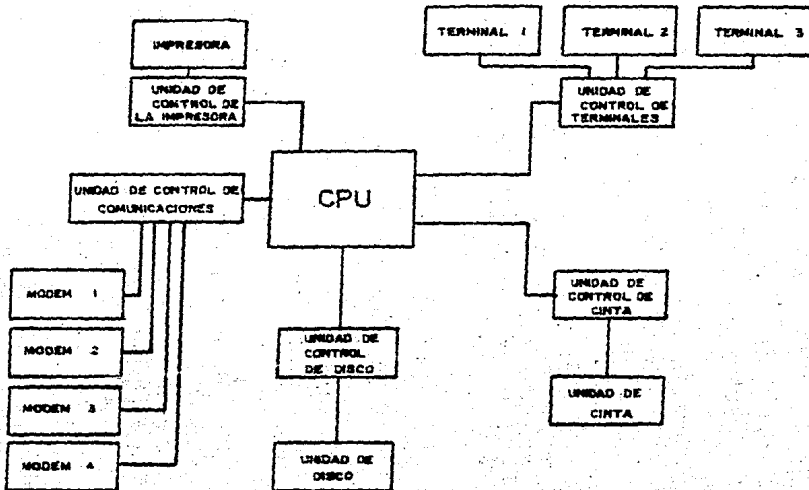 IMPRESORA
UNIDAD DE
CONTROL DE
LA IMPRESORA
TERMINAL 1
TERMINAL 2
TERMINAL 3
UNIDAD DE
CONTROL DE
TERMINALES
UNIDAD DE CONTROL DE
COMUNICACIONES
CPU
MODEM 1
MODEM 2
MODEM 3
MODEM 4
UNIDAD DE
CONTROL
DE DISCO
UNIDAD DE
DISCO
UNIDAD DE
CONTROL DE
CINTA
UNIDAD DE
CINTA